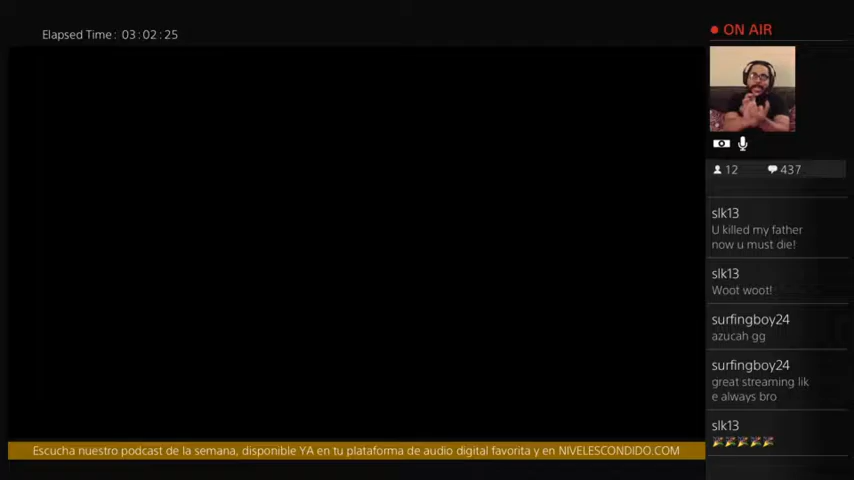 Elapsed Time: 03:02:25
ON AIR
12 437
slk13
U killed my father
now u must die!
slk13
Woot woot!
surfingboy24
azucah gg
surfingboy24
great streaming lik
e always bro
slk13
Escucha nuestro podcast de la semana, disponible YA en tu plataforma de audio digital favorita y en NIVELESCONDIDO.COM